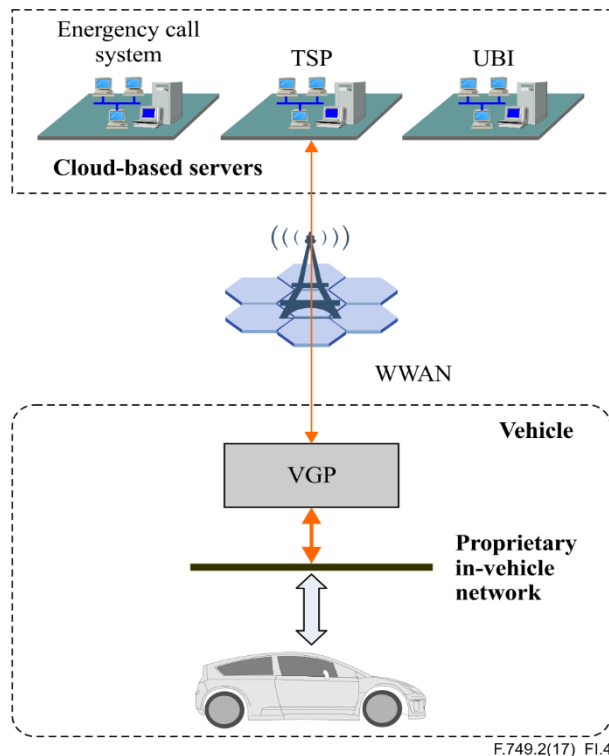 Energency call
system
TSP
UBI
Cloud-based servers
WWAN
Vehicle
VGP
Proprietary
in-vehicle
network
F.749.2(17)_FI.4